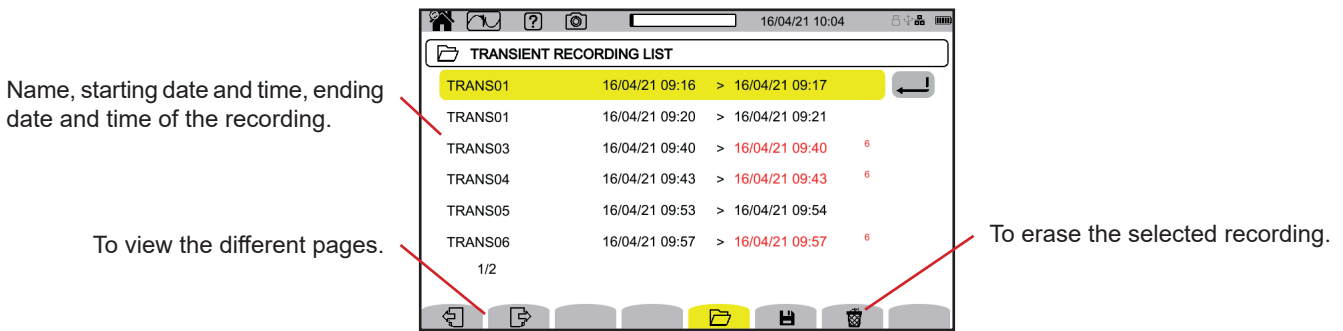 16/04/21 10:04
TRANSIENT RECORDING LIST
Name, starting date and time, ending
date and time of the recording.
TRANS01 16/04/21 09:16 > 16/04/21 09:17
TRANS01 16/04/21 09:20 > 16/04/21 09:21
TRANS03 16/04/21 09:40 > 16/04/21 09:40 6
TRANS04 16/04/21 09:43 > 16/04/21 09:43 6
TRANS05 16/04/21 09:53 > 16/04/21 09:54
TRANS06 16/04/21 09:57 > 16/04/21 09:57 6
To view the different pages.
To erase the selected recording.
1/2